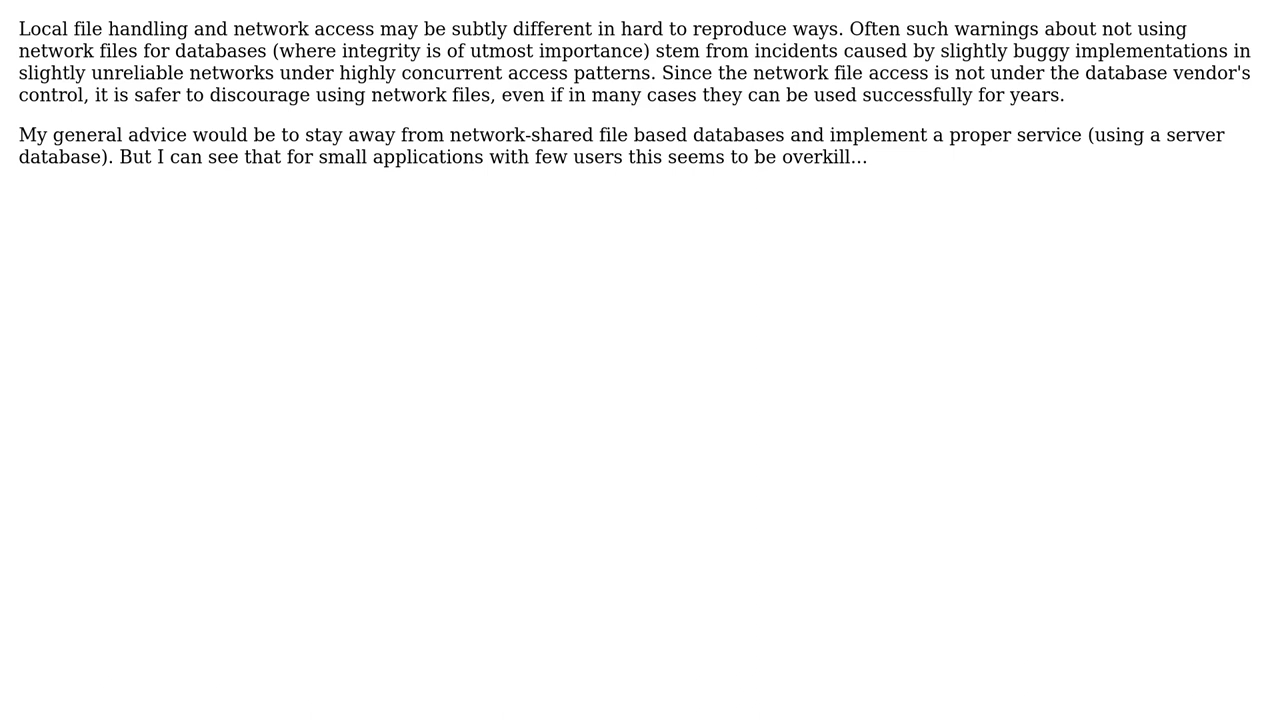 Local file handling and network access may be subtly different in hard to reproduce ways. Often such warnings about not using
network files for databases (where integrity is of utmost importance) stem from incidents caused by slightly buggy implementations in
slightly unreliable networks under highly concurrent access patterns. Since the network file access is not under the database vendor's
control, it is safer to discourage using network files, even if in many cases they can be used successfully for years.
My general advice would be to stay away from network-shared file based databases and implement a proper service (using a server
database). But I can see that for small applications with few users this seems to be overkill...